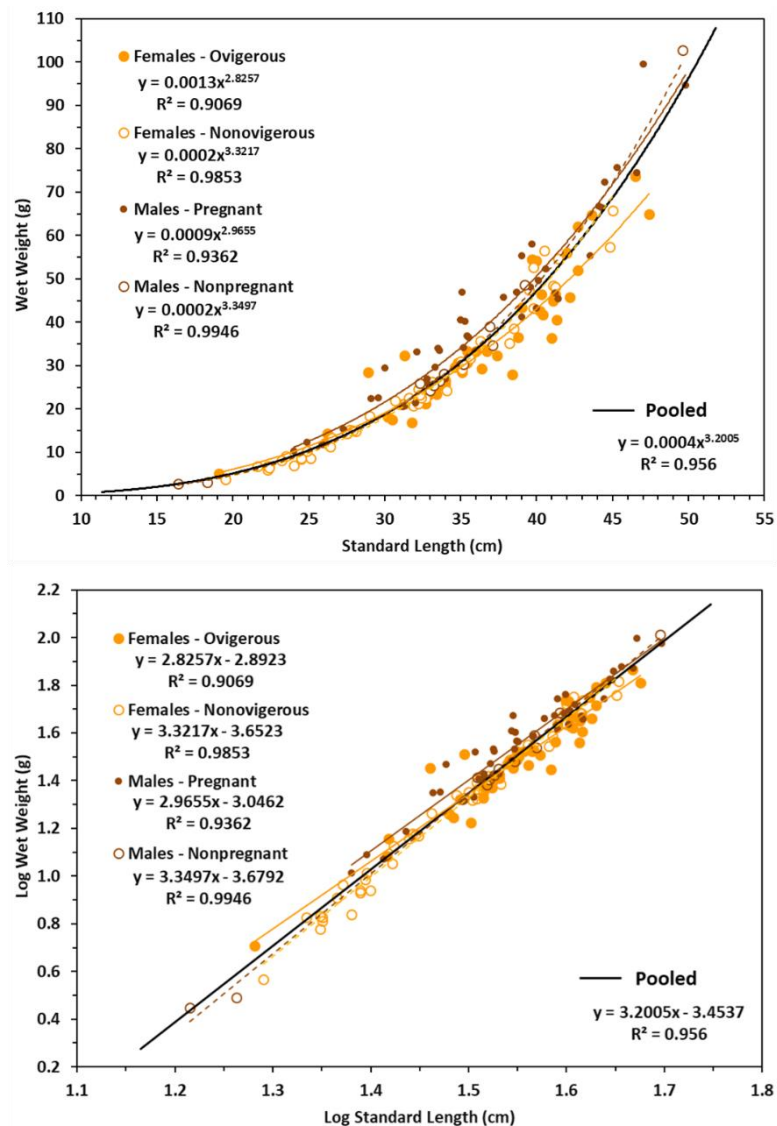 110
100
90
80
70
60
50
40
30
20
10
0
Wet Weight (g)
Females - Ovigerous
y = 0.0013x^2.8257
R² = 0.9069
Females - Nonovigerous
y = 0.0002x^3.3217
R² = 0.9853
Males - Pregnant
y = 0.0009x^2.9655
R² = 0.9362
Males - Nonpregnant
y = 0.0002x^3.3497
R² = 0.9946
Pooled
y = 0.0004x^3.2005
R² = 0.956
10 15 20 25 30 35 40 45 50 55
Standard Length (cm)
2.2
2.0
1.8
1.6
1.4
1.2
1.0
0.8
0.6
0.4
0.2
Log Wet Weight (g)
Females - Ovigerous
y = 2.8257x - 2.8923
R² = 0.9069
Females - Nonovigerous
y = 3.3217x - 3.6523
R² = 0.9853
Males - Pregnant
y = 2.9655x - 3.0462
R² = 0.9362
Males - Nonpregnant
y = 3.3497x - 3.6792
R² = 0.9946
Pooled
y = 3.2005x - 3.4537
R² = 0.956
1.1 1.2 1.3 1.4 1.5 1.6 1.7 1.8
Log Standard Length (cm)